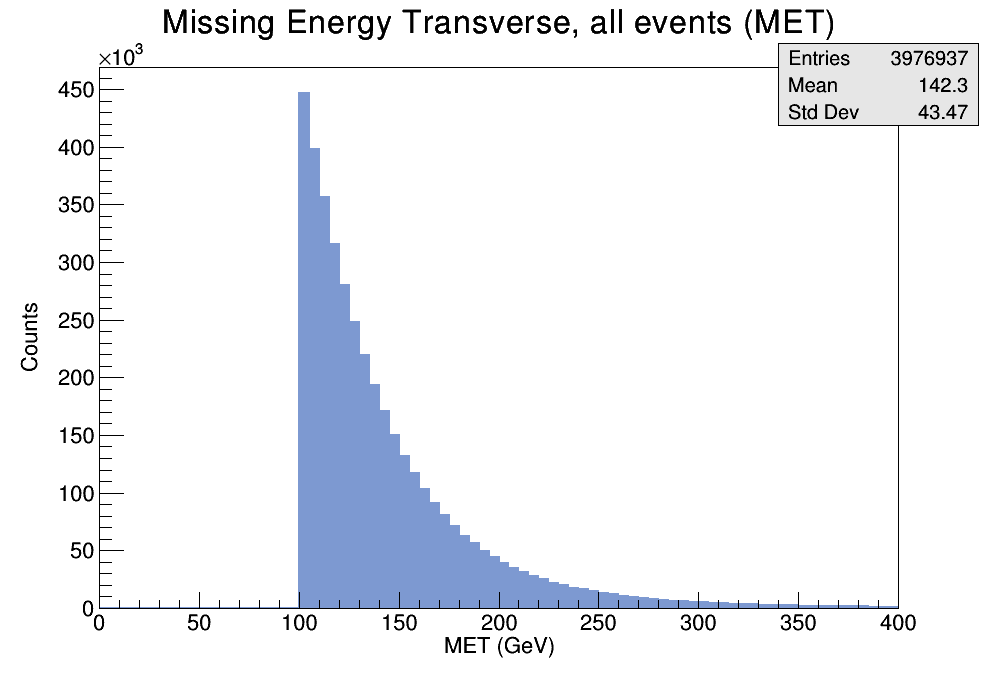 Missing Energy Transverse, all events (MET)
×10³
Entries 3976937
Mean 142.3
Std Dev 43.47
450
400
350
300
250
200
150
100
50
0
Counts
0 50 100 150 200 250 300 350 400
MET (GeV)